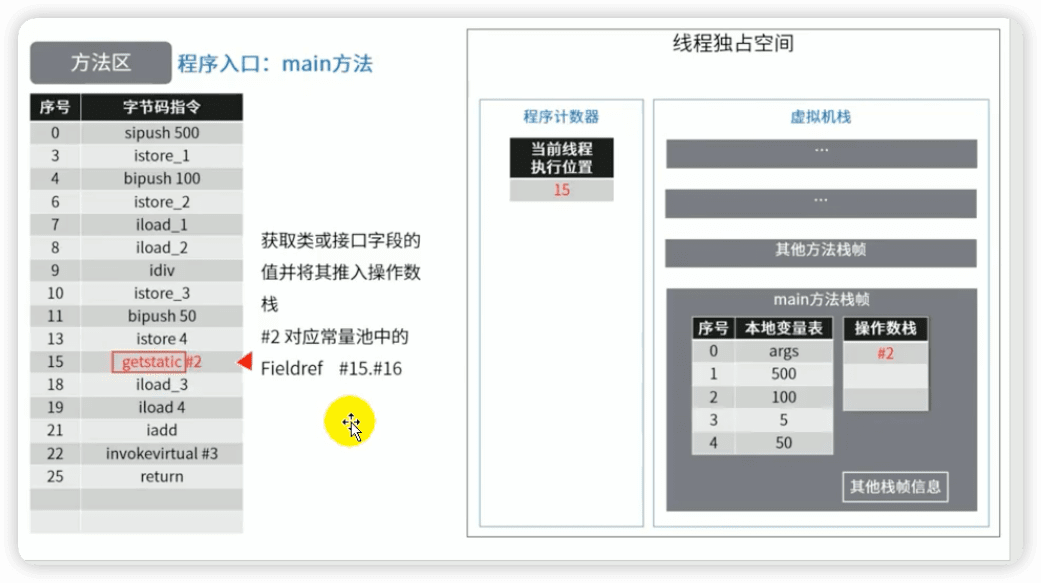 方法区 程序入口：main方法
序号 字节码指令
0 sipush 500
3 istore_1
4 bipush 100
6 istore_2
7 iload_1
8 iload_2
9 idiv
10 istore_3
11 bipush 50
13 istore 4
15 getstatic #2
18 iload_3
19 iload 4
21 iadd
22 invokevirtual #3
25 return
获取类或接口字段的
值并将其推入操作数
栈
#2 对应常量池中的
Fieldref #15.#16
线程独占空间
程序计数器
当前线程
执行位置
15
虚拟机栈
...
...
其他方法栈帧
main方法栈帧
序号 本地变量表
0 args
1 500
2 100
3 5
4 50
操作数栈
#2
其他栈帧信息